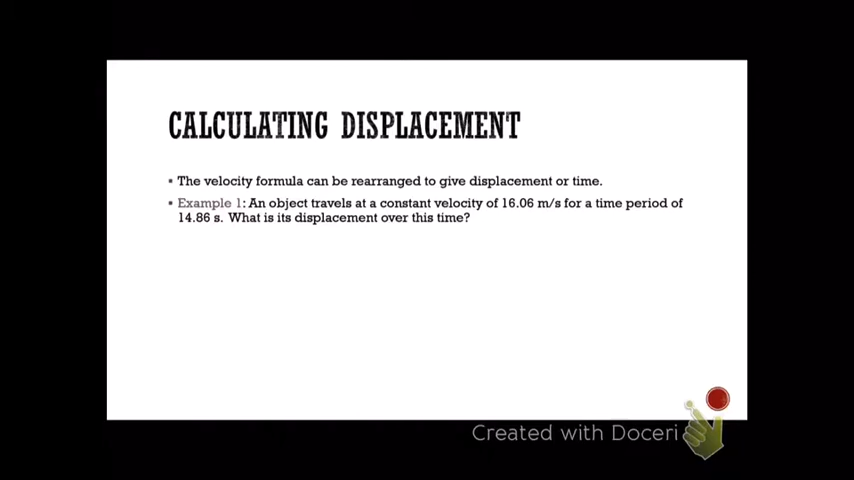 CALCULATING DISPLACEMENT
▪ The velocity formula can be rearranged to give displacement or time.
▪ Example 1: An object travels at a constant velocity of 16.06 m/s for a time period of
14.86 s. What is its displacement over this time?
Created with Doceri